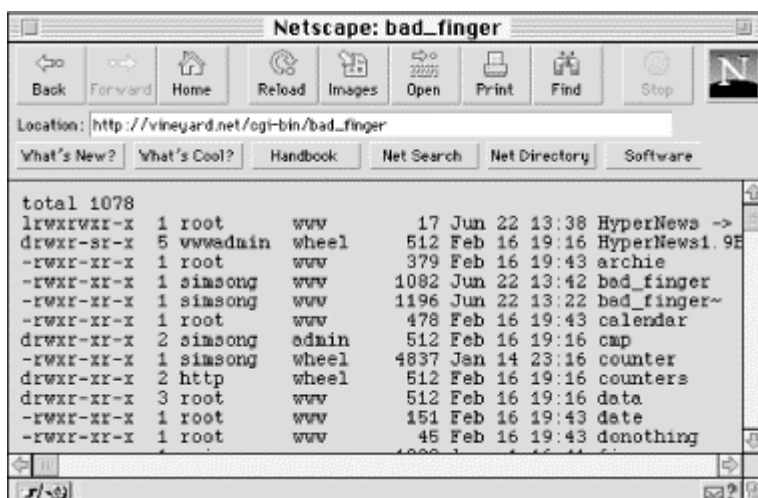 Netscape: bad_finger
Back Forward Home Reload Images Open Print Find Stop N
Location: http://vineyard.net/cgi-bin/bad_finger
What's New? What's Cool? Handbook Net Search Net Directory Software
total 1078
lrwxrwxr-x 1 root www 17 Jun 22 13:38 HyperNews ->
drwxr-sr-x 5 wwwadmin wheel 512 Feb 16 19:16 HyperNews1.9B
-rwxr-xr-x 1 root www 379 Feb 16 19:43 archie
-rwxr-xr-x 1 simsong www 1082 Jun 22 13:42 bad_finger
-rwxr-xr-x 1 simsong www 1196 Jun 22 13:22 bad_finger~
-rwxr-xr-x 1 root www 478 Feb 16 19:43 calendar
drwxr-xr-x 2 simsong admin 512 Feb 16 19:16 cmp
-rwxr-xr-x 1 simsong wheel 4837 Jan 14 23:16 counter
drwxr-xr-x 2 http wheel 512 Feb 16 19:16 counters
drwxr-xr-x 3 root www 512 Feb 16 19:16 data
-rwxr-xr-x 1 root www 151 Feb 16 19:43 date
-rwxr-xr-x 1 root www 45 Feb 16 19:43 donothing